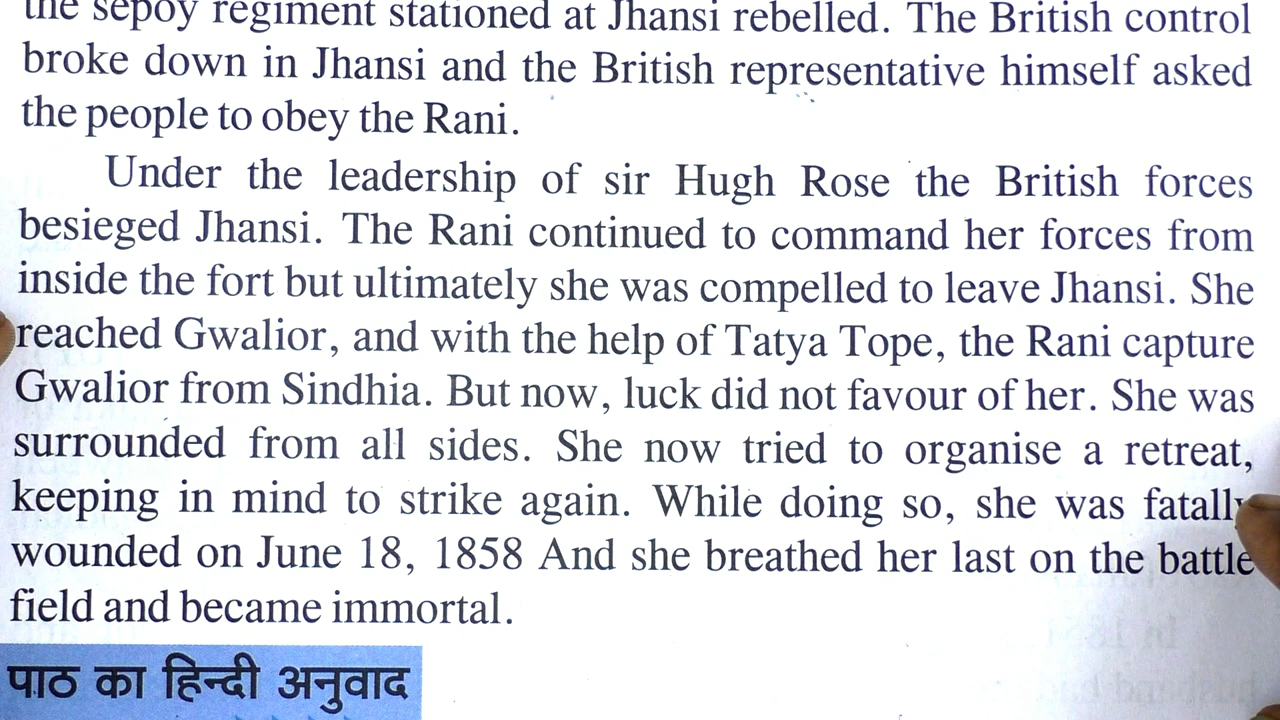 the sepoy regiment stationed at Jhansi rebelled. The British control
broke down in Jhansi and the British representative himself asked
the people to obey the Rani.
Under the leadership of sir Hugh Rose the British forces
besieged Jhansi. The Rani continued to command her forces from
inside the fort but ultimately she was compelled to leave Jhansi. She
reached Gwalior, and with the help of Tatya Tope, the Rani capture
Gwalior from Sindhia. But now, luck did not favour of her. She was
surrounded from all sides. She now tried to organise a retreat,
keeping in mind to strike again. While doing so, she was fatally
wounded on June 18, 1858 And she breathed her last on the battle
field and became immortal.
पाठ का हिन्दी अनुवाद